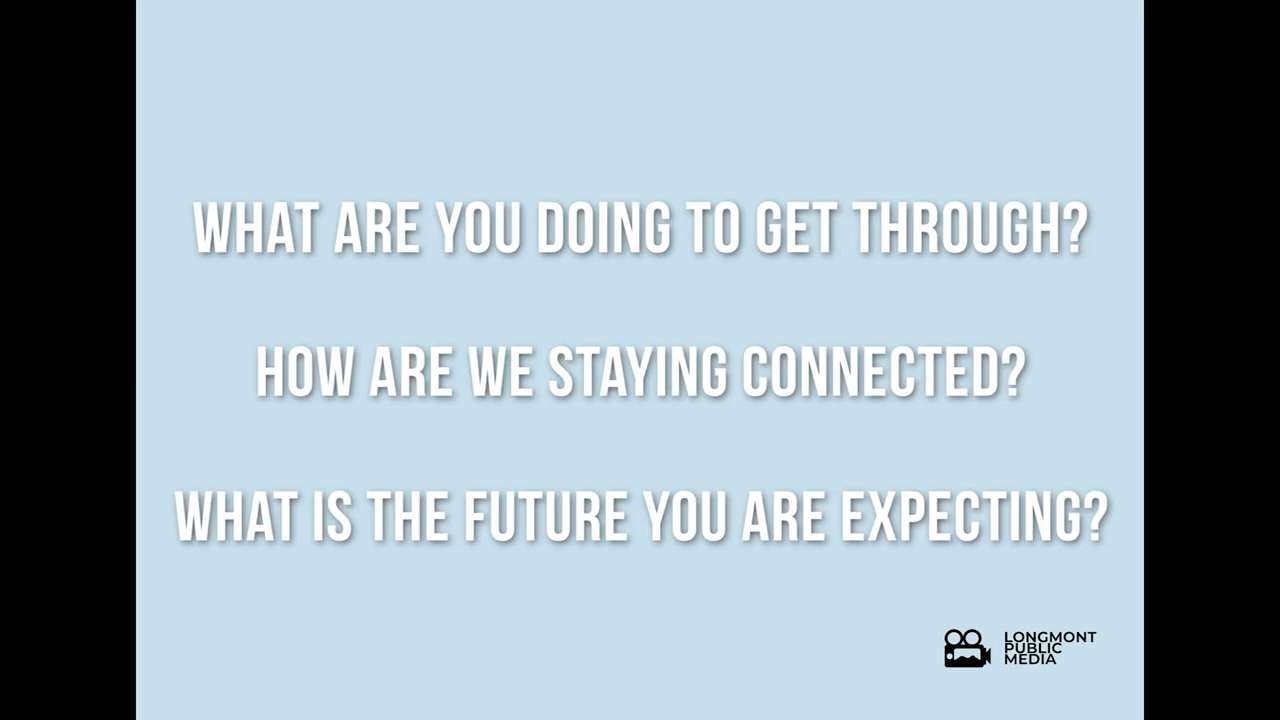 WHAT ARE YOU DOING TO GET THROUGH?
HOW ARE WE STAYING CONNECTED?
WHAT IS THE FUTURE YOU ARE EXPECTING?
LONGMONT
PUBLIC
MEDIA